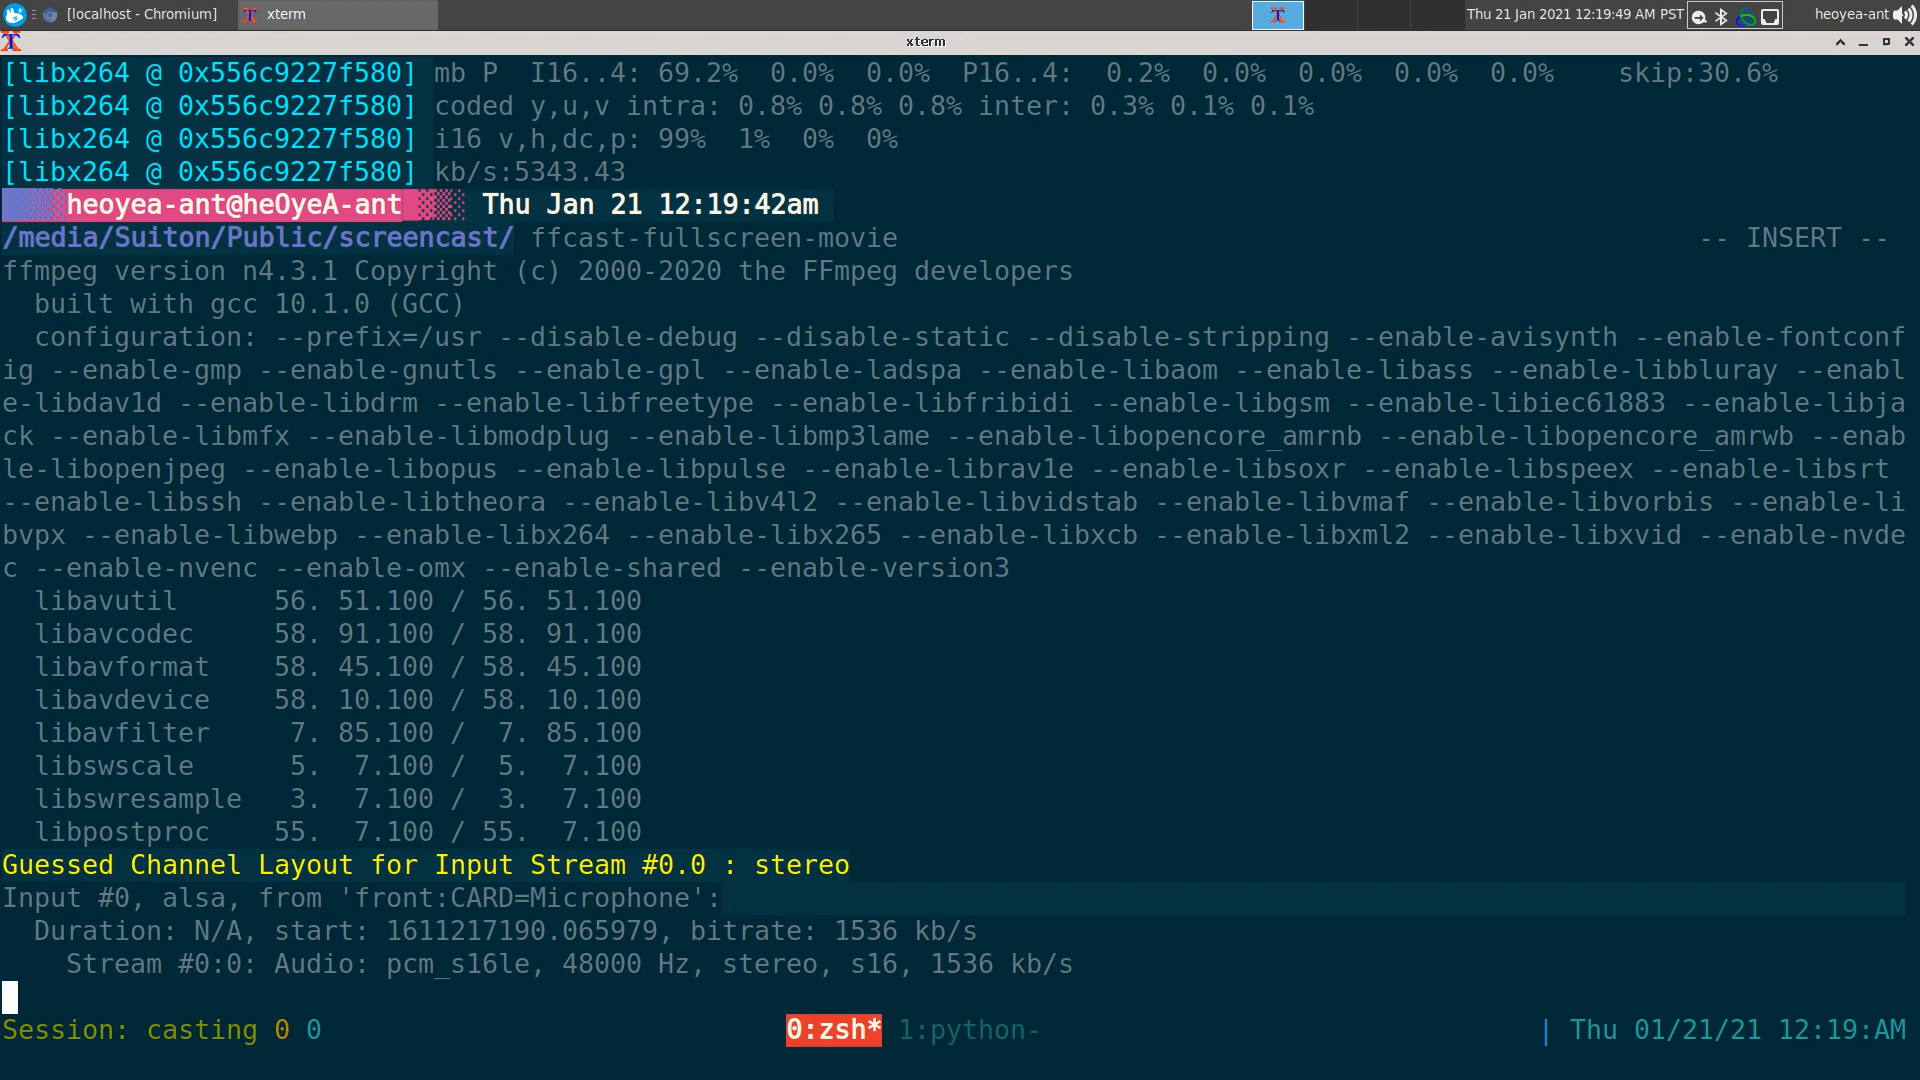 [localhost - Chromium] xterm Thu 21 Jan 2021 12:19:49 AM PST heoyea-ant
xterm
[libx264 @ 0x556c9227f580] mb P  I16..4: 69.2%  0.0%  0.0%  P16..4:  0.2%  0.0%  0.0%  0.0%  0.0%    skip:30.6%
[libx264 @ 0x556c9227f580] coded y,u,v intra: 0.8% 0.8% 0.8% inter: 0.3% 0.1% 0.1%
[libx264 @ 0x556c9227f580] i16 v,h,dc,p: 99%  1%  0%  0%
[libx264 @ 0x556c9227f580] kb/s:5343.43
heoyea-ant@heOyeA-ant Thu Jan 21 12:19:42am
/media/Suiton/Public/screencast/ ffcast-fullscreen-movie -- INSERT --
ffmpeg version n4.3.1 Copyright (c) 2000-2020 the FFmpeg developers
  built with gcc 10.1.0 (GCC)
  configuration: --prefix=/usr --disable-debug --disable-static --disable-stripping --enable-avisynth --enable-fontconf
ig --enable-gmp --enable-gnutls --enable-gpl --enable-ladspa --enable-libaom --enable-libass --enable-libbluray --enabl
e-libdav1d --enable-libdrm --enable-libfreetype --enable-libfribidi --enable-libgsm --enable-libiec61883 --enable-libja
ck --enable-libmfx --enable-libmodplug --enable-libmp3lame --enable-libopencore_amrnb --enable-libopencore_amrwb --enab
le-libopenjpeg --enable-libopus --enable-libpulse --enable-librav1e --enable-libsoxr --enable-libspeex --enable-libsrt
--enable-libssh --enable-libtheora --enable-libv4l2 --enable-libvidstab --enable-libvmaf --enable-libvorbis --enable-li
bvpx --enable-libwebp --enable-libx264 --enable-libx265 --enable-libxcb --enable-libxml2 --enable-libxvid --enable-nvde
c --enable-nvenc --enable-omx --enable-shared --enable-version3
  libavutil      56. 51.100 / 56. 51.100
  libavcodec     58. 91.100 / 58. 91.100
  libavformat    58. 45.100 / 58. 45.100
  libavdevice    58. 10.100 / 58. 10.100
  libavfilter     7. 85.100 /  7. 85.100
  libswscale      5.  7.100 /  5.  7.100
  libswresample   3.  7.100 /  3.  7.100
  libpostproc    55.  7.100 / 55.  7.100
Guessed Channel Layout for Input Stream #0.0 : stereo
Input #0, alsa, from 'front:CARD=Microphone':
  Duration: N/A, start: 1611217190.065979, bitrate: 1536 kb/s
    Stream #0:0: Audio: pcm_s16le, 48000 Hz, stereo, s16, 1536 kb/s
Session: casting 0 0 0:zsh* 1:python- | Thu 01/21/21 12:19:AM